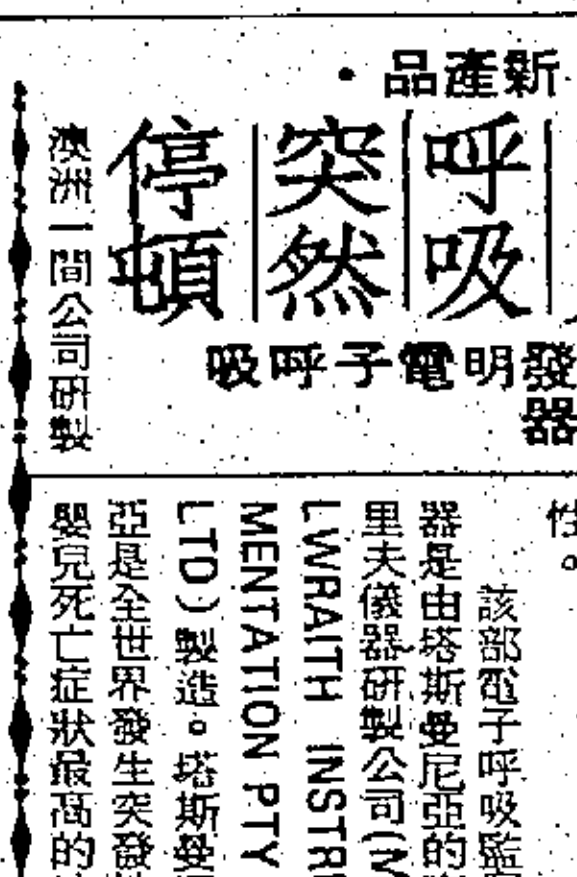 新產品・
呼吸
突然
停頓
澳洲一間公司研製
發明電子呼吸
器
性。
該部電子呼吸監
器是由塔斯曼尼亞的
里夫儀器研製公司(M
LWRAITH INSTR
MENTATION PTY
LTD))製造。塔斯曼
亞是全世界發生突發
嬰兒死亡症狀最高的